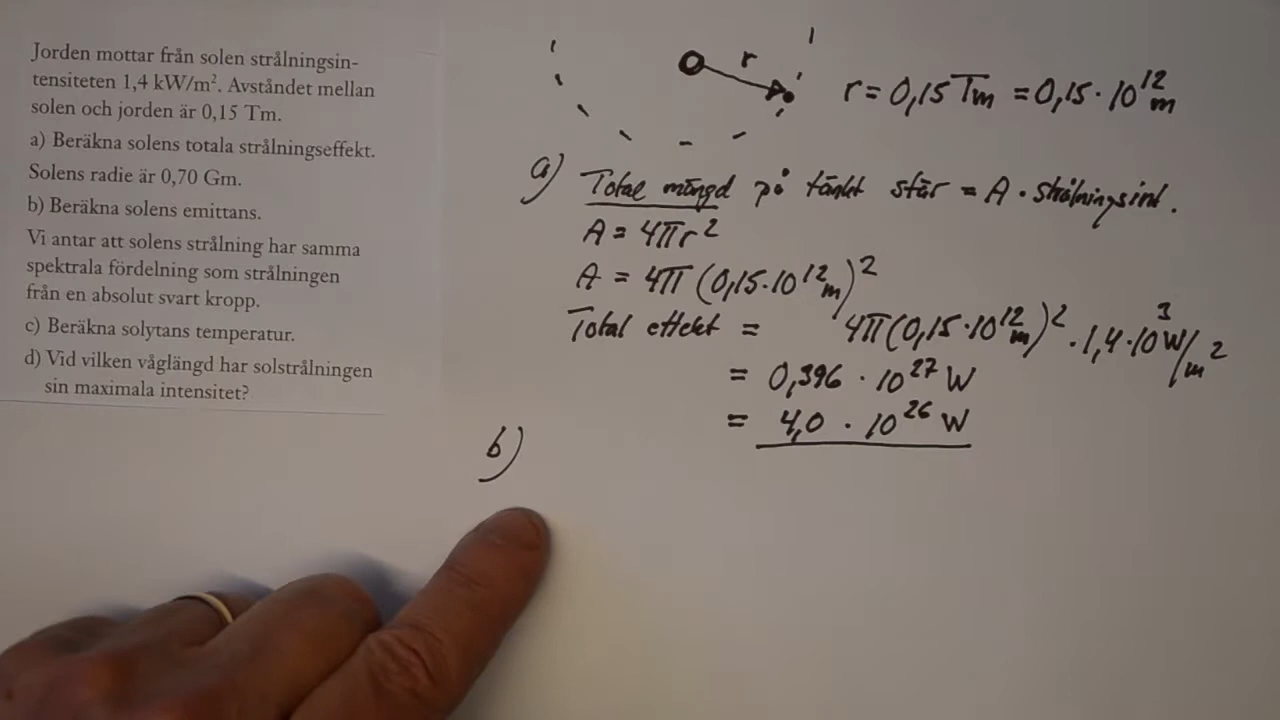 Jorden mottar från solen strålningsin-
tensiteten 1,4 kW/m². Avståndet mellan
solen och jorden är 0,15 Tm.
a) Beräkna solens totala strålningseffekt.
Solens radie är 0,70 Gm.
b) Beräkna solens emittans.
Vi antar att solens strålning har samma
spektrala fördelning som strålningen
från en absolut svart kropp.
c) Beräkna solytans temperatur.
d) Vid vilken våglängd har solstrålningen
sin maximala intensitet?
r
r = 0,15 Tm = 0,15 · 10¹² m
a) Total mängd på tänkt sfär = A · strålningsint.
A = 4πr²
A = 4π (0,15·10¹² m)²
Total effekt = 4π(0,15·10¹² m)² · 1,4·10³ W/m²
= 0,396 · 10²⁷ W
= 4,0 · 10²⁶ W
b)